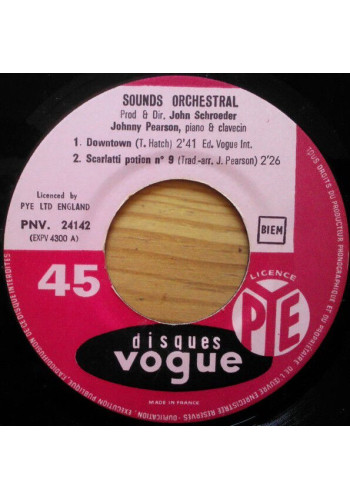 SOUNDS ORCHESTRAL
Prod & Dir, John Schroeder
Johnny Pearson, piano & clavecin
1. Downtown (T. Hatch) 2'41 Ed. Vogue Int.
2. Scarlatti potion n° 9 (Trad-arr, J. Pearson) 2'26
Licenced by
PYE LTD ENGLAND
PNV. 24142
(EXPV 4300 A)
BIEM
45
LICENCE
PYE
disques
vogue
MADE IN FRANCE
TOUS DROITS DU PRODUCTEUR PHONOGRAPHIQUE ET DU PROPRIÉTAIRE DE L'ŒUVRE ENREGISTRÉE RÉSERVÉS - DUPLICATION, EXÉCUTION PUBLIQUE, RADIODIFFUSION DE CE DISQUE INTERDITES